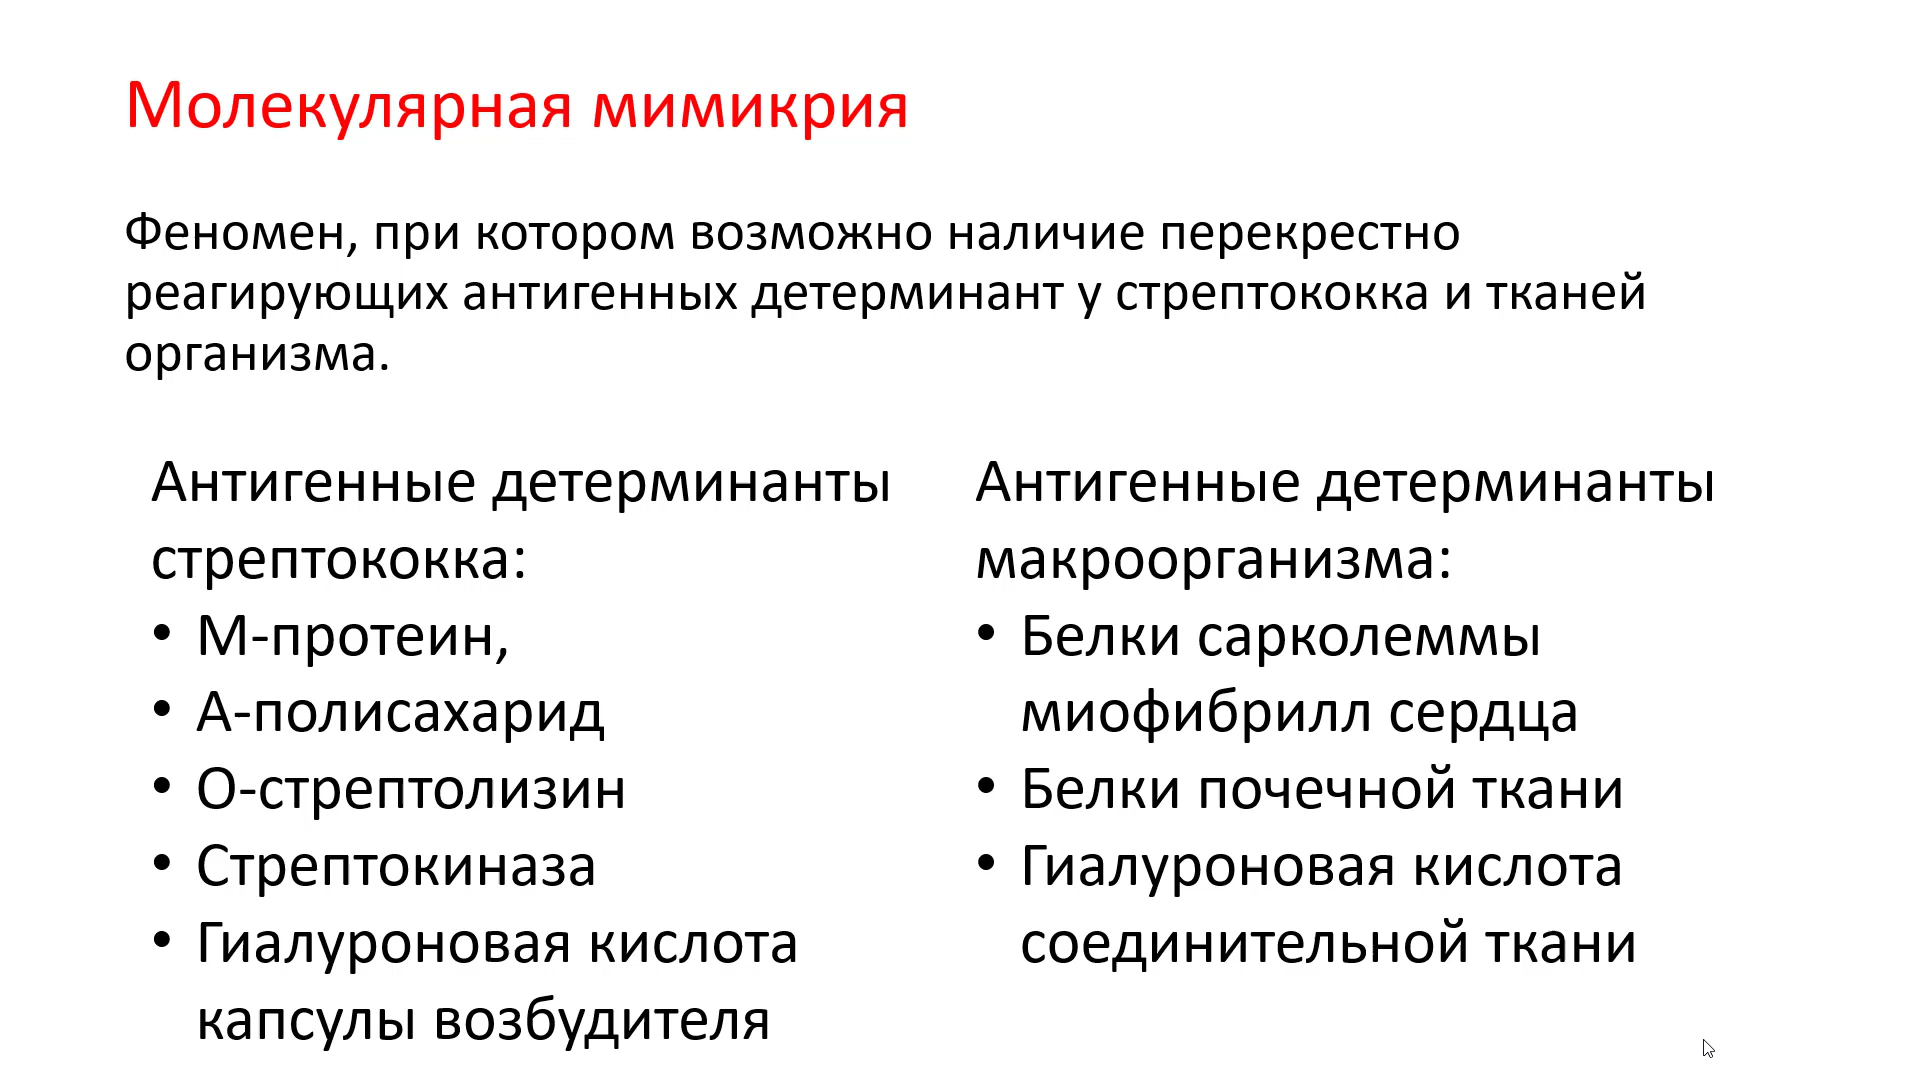 Молекулярная мимикрия
Феномен, при котором возможно наличие перекрестно
реагирующих антигенных детерминант у стрептококка и тканей
организма.
Антигенные детерминанты
стрептококка:
• М-протеин,
• А-полисахарид
• О-стрептолизин
• Стрептокиназа
• Гиалуроновая кислота
капсулы возбудителя
Антигенные детерминанты
макроорганизма:
• Белки сарколеммы
миофибрилл сердца
• Белки почечной ткани
• Гиалуроновая кислота
соединительной ткани